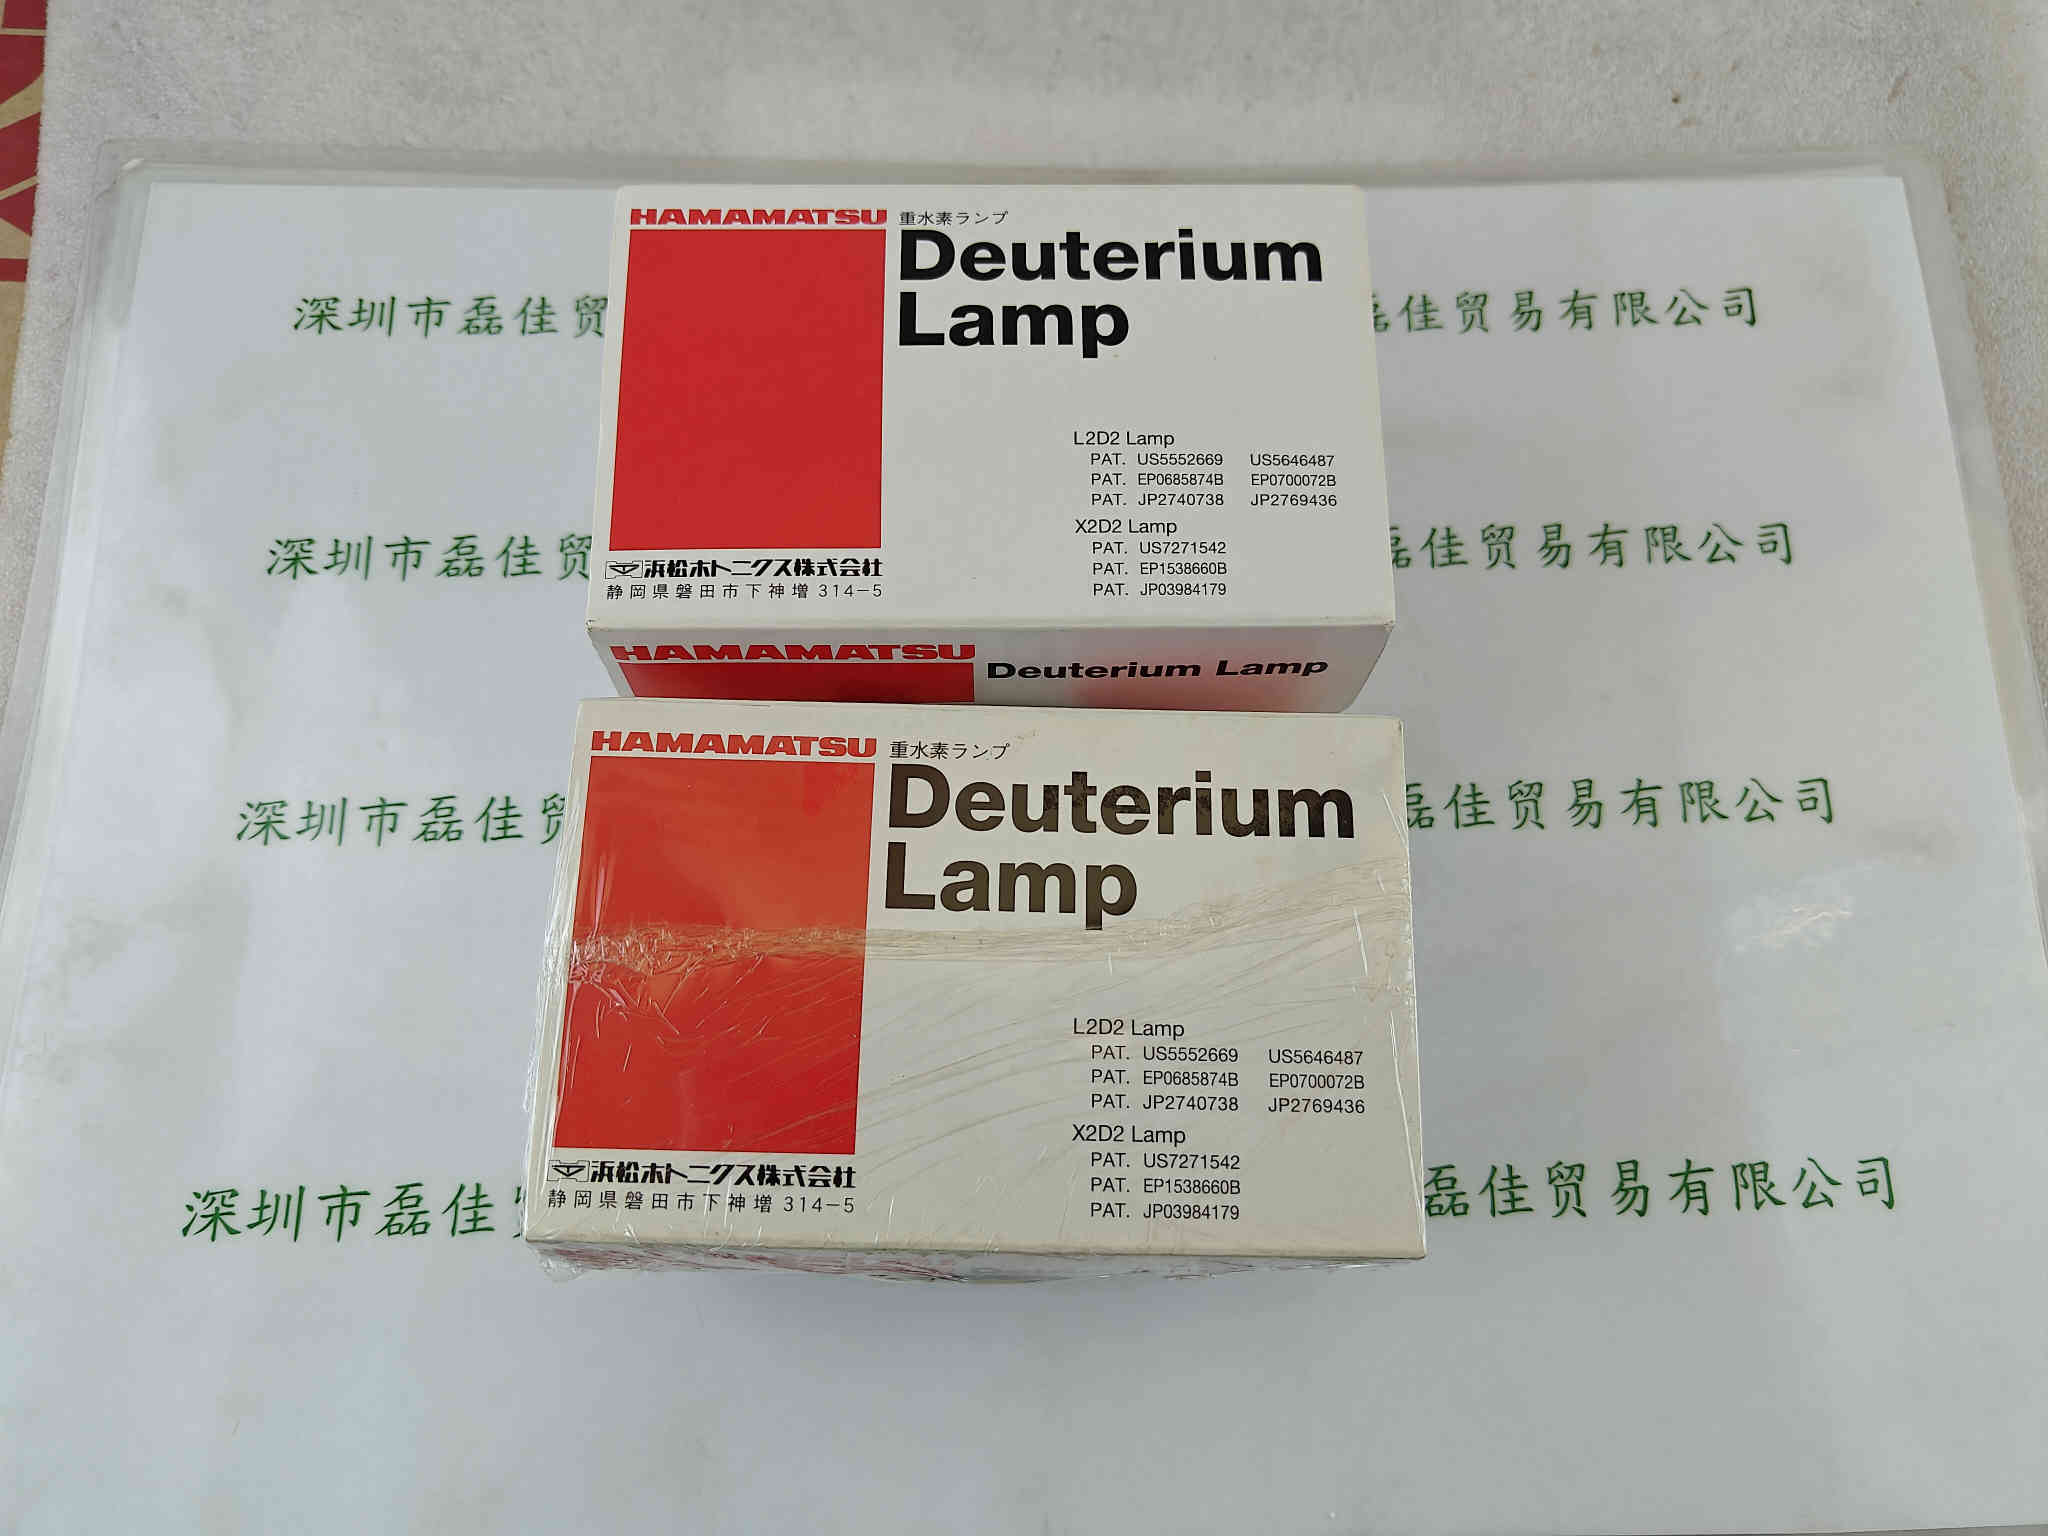 HAMAMATSU 重水素ランプ
Deuterium
Lamp
L2D2 Lamp
PAT. US5552669 US5646487
PAT. EP0685874B EP0700072B
PAT. JP2740738 JP2769436
X2D2 Lamp
PAT. US7271542
PAT. EP1538660B
PAT. JP03984179
浜松ホトニクス株式会社
静岡県磐田市下神増 314-5
HAMAMATSU Deuterium Lamp
HAMAMATSU 重水素ランプ
Deuterium
Lamp
L2D2 Lamp
PAT. US5552669 US5646487
PAT. EP0685874B EP0700072B
PAT. JP2740738 JP2769436
X2D2 Lamp
PAT. US7271542
PAT. EP1538660B
PAT. JP03984179
浜松ホトニクス株式会社
静岡県磐田市下神増 314-5
深圳市磊佳贸 磊佳贸易有限公司
深圳市磊佳贸 磊佳贸易有限公司
深圳市磊佳贸 磊佳贸易有限公司
深圳市磊佳 磊佳贸易有限公司